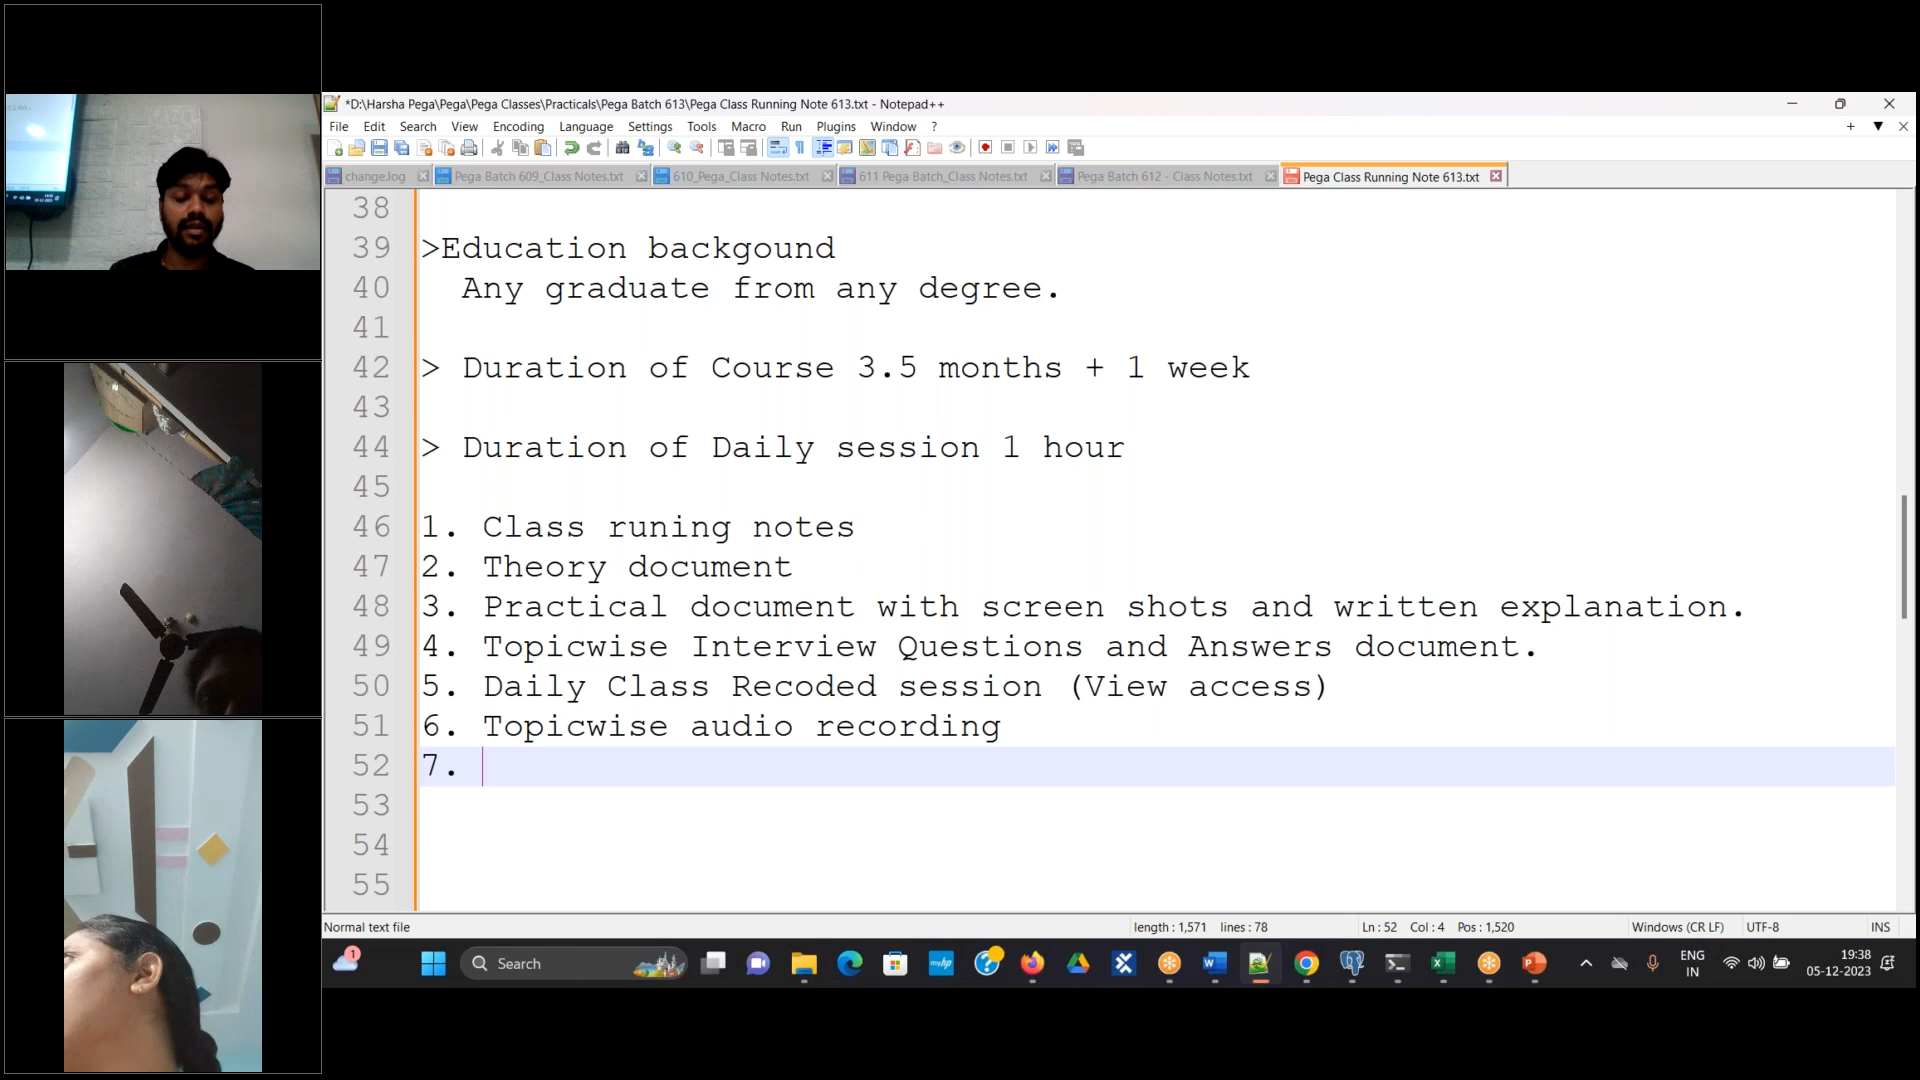 *D:\Harsha Pega\Pega\Pega Classes\Practicals\Pega Batch 613\Pega Class Running Note 613.txt - Notepad++
File Edit Search View Encoding Language Settings Tools Macro Run Plugins Window ?
change.log Pega Batch 609_Class Notes.txt 610_Pega_Class Notes.txt 611 Pega Batch_Class Notes.txt Pega Batch 612 - Class Notes.txt Pega Class Running Note 613.txt
38
39 >Education backgound
40 Any graduate from any degree.
41
42 > Duration of Course 3.5 months + 1 week
43
44 > Duration of Daily session 1 hour
45
46 1. Class runing notes
47 2. Theory document
48 3. Practical document with screen shots and written explanation.
49 4. Topicwise Interview Questions and Answers document.
50 5. Daily Class Recoded session (View access)
51 6. Topicwise audio recording
52 7.
53
54
55
Normal text file length : 1,571 lines : 78 Ln : 52 Col : 4 Pos : 1,520 Windows (CR LF) UTF-8 INS
1 Search ENG IN 19:38 05-12-2023